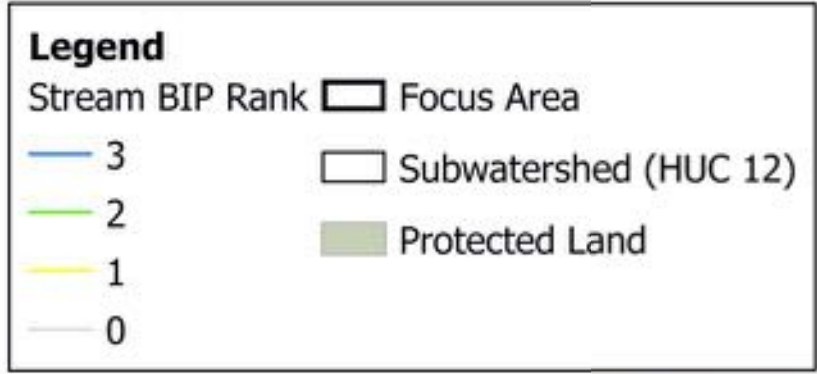 Legend
Stream BIP Rank
3
2
1
0
Focus Area
Subwatershed (HUC 12)
Protected Land